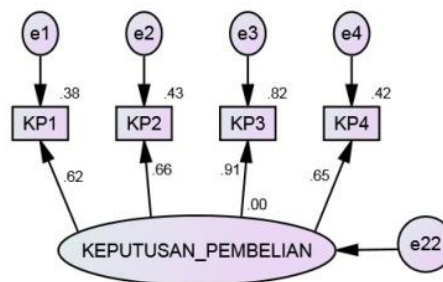 e1 e2 e3 e4
.38 .43 .82 .42
KP1 KP2 KP3 KP4
.62 .66 .91 .65
.00
KEPUTUSAN_PEMBELIAN e22